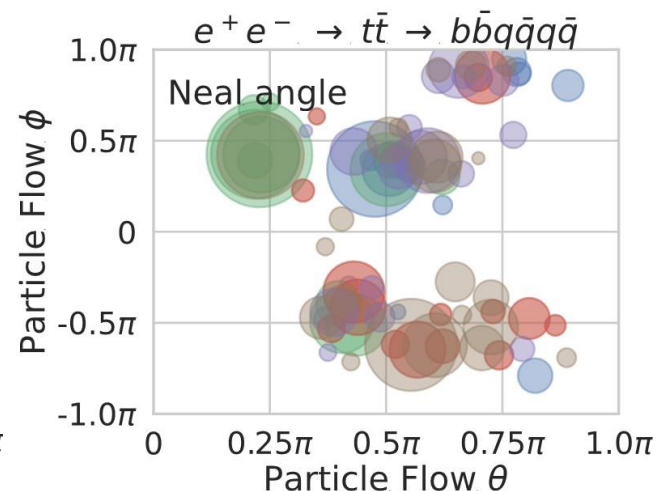 e⁺e⁻ → tt̄ → bb̄qq̄qq̄
Neal angle
Particle Flow ϕ
1.0π
0.5π
0
-0.5π
-1.0π
0 0.25π 0.5π 0.75π 1.0π
Particle Flow θ